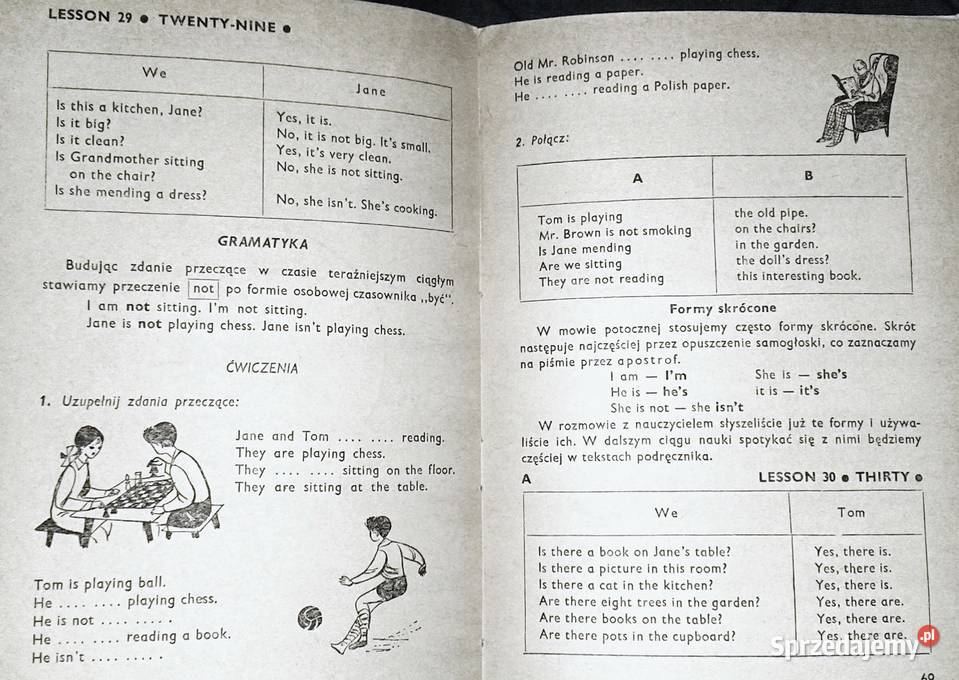 LESSON 29 ● TWENTY-NINE ●
We
Jane
Is this a kitchen, Jane?
Is it big?
Is it clean?
Is Grandmother sitting
on the chair?
Is she mending a dress?
Yes, it is.
No, it is not big. It's small.
Yes, it's very clean.
No, she is not sitting.
No, she isn't. She's cooking.
GRAMATYKA
Budując zdanie przeczące w czasie teraźniejszym ciągłym
stawiamy przeczenie not po formie osobowej czasownika „być”.
I am not sitting. I'm not sitting.
Jane is not playing chess. Jane isn't playing chess.
ĆWICZENIA
1. Uzupełnij zdania przeczące:
Jane and Tom .... .... reading.
They are playing chess.
They .... .... sitting on the floor.
They are sitting at the table.
Tom is playing ball.
He .... .... playing chess.
He is not .... ....
He .... .... reading a book.
He isn't .... ....
Old Mr. Robinson .... .... playing chess.
He is reading a paper.
He .... .... reading a Polish paper.
2. Połącz:
A
B
Tom is playing
Mr. Brown is not smoking
Is Jane mending
Are we sitting
They are not reading
the old pipe.
on the chairs?
in the garden.
the doll's dress?
this interesting book.
Formy skrócone
W mowie potocznej stosujemy często formy skrócone. Skrót
następuje najczęściej przez opuszczenie samogłoski, co zaznaczamy
na piśmie przez apostrof.
I am — I'm She is — she's
He is — he's it is — it's
She is not — she isn't
W rozmowie z nauczycielem słyszeliście już te formy i używa-
liście ich. W dalszym ciągu nauki spotykać się z nimi będziemy
częściej w tekstach podręcznika.
A LESSON 30 ● THIRTY ●
We
Tom
Is there a book on Jane's table?
Is there a picture in this room?
Is there a cat in the kitchen?
Are there eight trees in the garden?
Are there books on the table?
Are there pots in the cupboard?
Yes, there is.
Yes, there is.
Yes, there is.
Yes, there are.
Yes, there are.
Yes, there are.
Sprzedajemy.pl
69